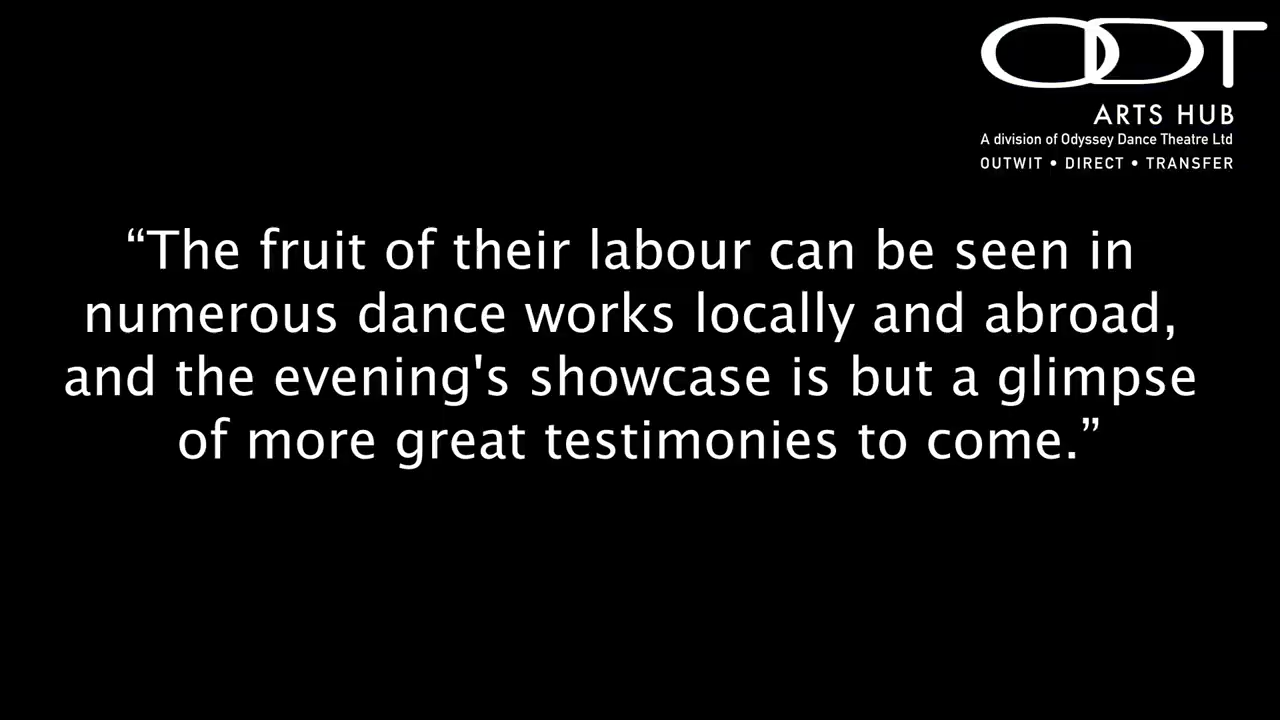 ODT
ARTS HUB
A division of Odyssey Dance Theatre Ltd
OUTWIT • DIRECT • TRANSFER
“The fruit of their labour can be seen in
numerous dance works locally and abroad,
and the evening's showcase is but a glimpse
of more great testimonies to come.”